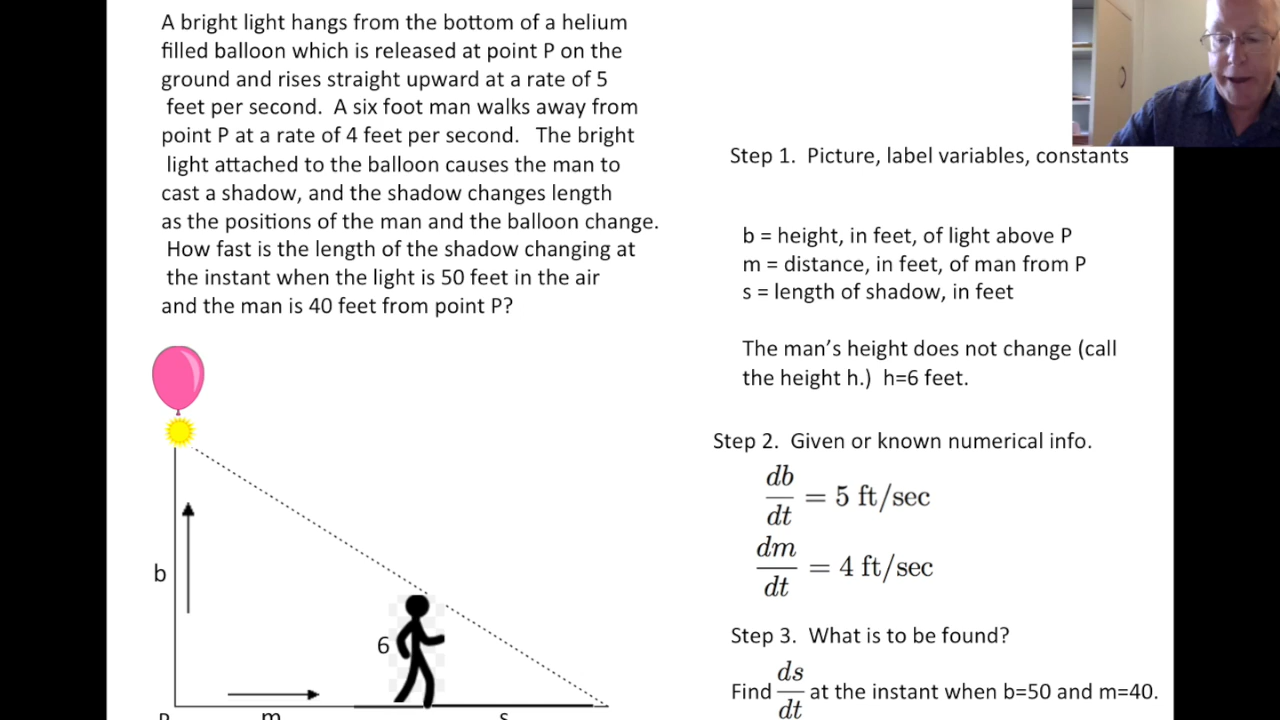 A bright light hangs from the bottom of a helium
filled balloon which is released at point P on the
ground and rises straight upward at a rate of 5
feet per second. A six foot man walks away from
point P at a rate of 4 feet per second. The bright
light attached to the balloon causes the man to
cast a shadow, and the shadow changes length
as the positions of the man and the balloon change.
How fast is the length of the shadow changing at
the instant when the light is 50 feet in the air
and the man is 40 feet from point P?
b
6
P
m
s
Step 1. Picture, label variables, constants
b = height, in feet, of light above P
m = distance, in feet, of man from P
s = length of shadow, in feet
The man's height does not change (call
the height h.) h=6 feet.
Step 2. Given or known numerical info.
db/dt = 5 ft/sec
dm/dt = 4 ft/sec
Step 3. What is to be found?
Find ds/dt at the instant when b=50 and m=40.